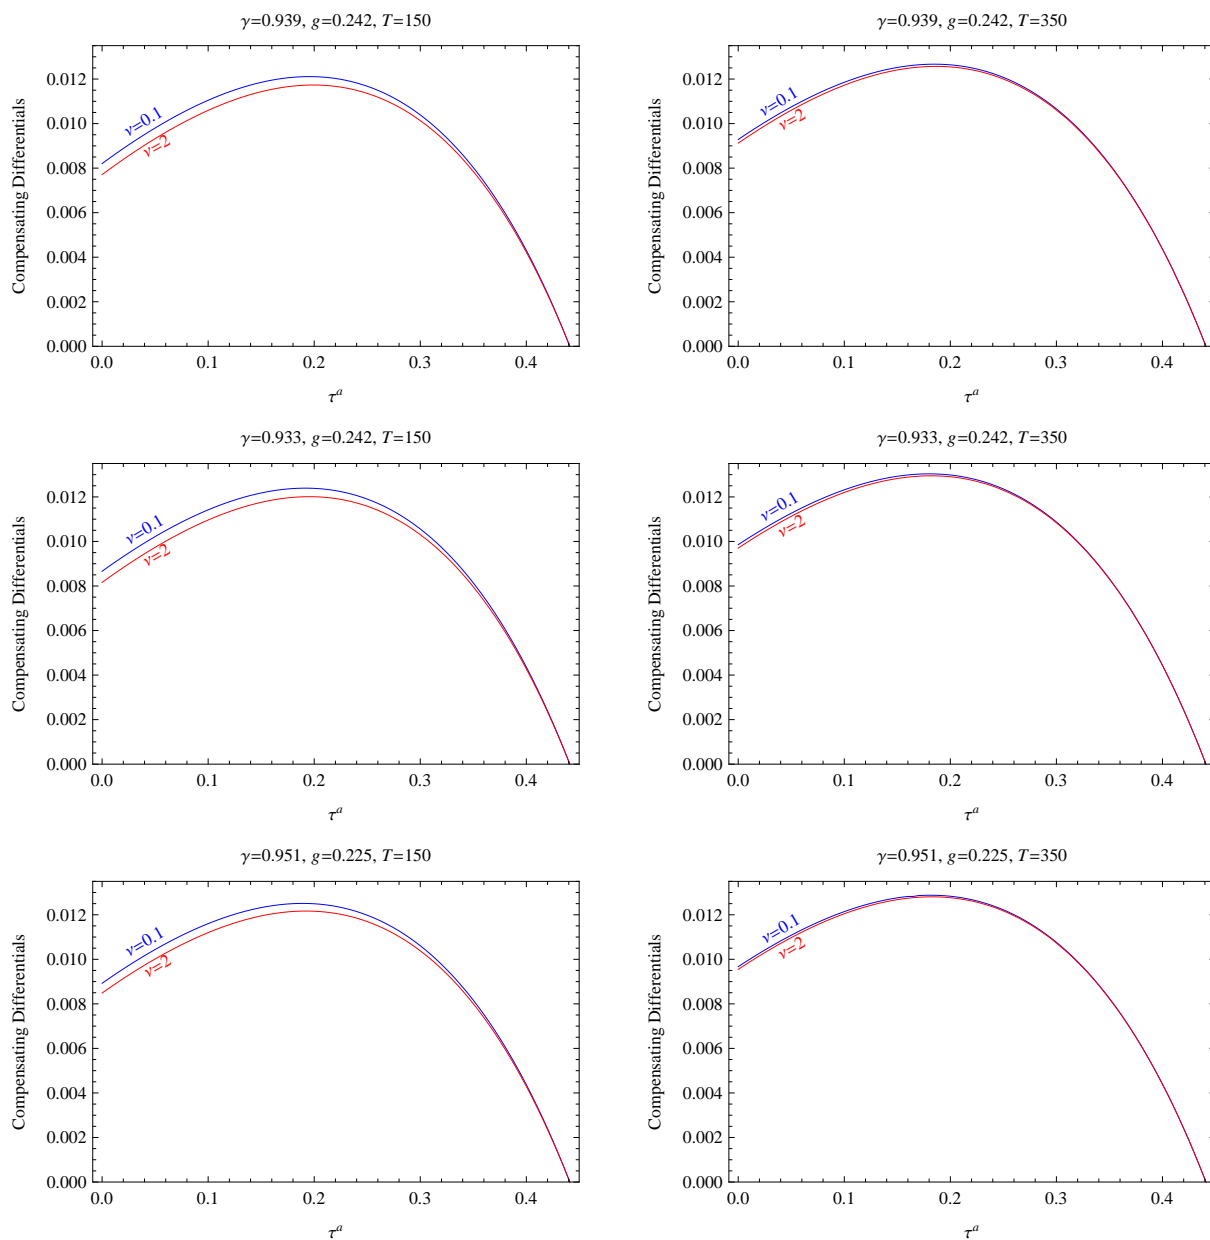 γ=0.939, g=0.242, T=150
Compensating Differentials
0.012
0.010
0.008
0.006
0.004
0.002
0.000
ν=0.1
ν=2
0.0 0.1 0.2 0.3 0.4
τ^a
γ=0.939, g=0.242, T=350
Compensating Differentials
0.012
0.010
0.008
0.006
0.004
0.002
0.000
ν=0.1
ν=2
0.0 0.1 0.2 0.3 0.4
τ^a
γ=0.933, g=0.242, T=150
Compensating Differentials
0.012
0.010
0.008
0.006
0.004
0.002
0.000
ν=0.1
ν=2
0.0 0.1 0.2 0.3 0.4
τ^a
γ=0.933, g=0.242, T=350
Compensating Differentials
0.012
0.010
0.008
0.006
0.004
0.002
0.000
ν=0.1
ν=2
0.0 0.1 0.2 0.3 0.4
τ^a
γ=0.951, g=0.225, T=150
Compensating Differentials
0.012
0.010
0.008
0.006
0.004
0.002
0.000
ν=0.1
ν=2
0.0 0.1 0.2 0.3 0.4
τ^a
γ=0.951, g=0.225, T=350
Compensating Differentials
0.012
0.010
0.008
0.006
0.004
0.002
0.000
ν=0.1
ν=2
0.0 0.1 0.2 0.3 0.4
τ^a